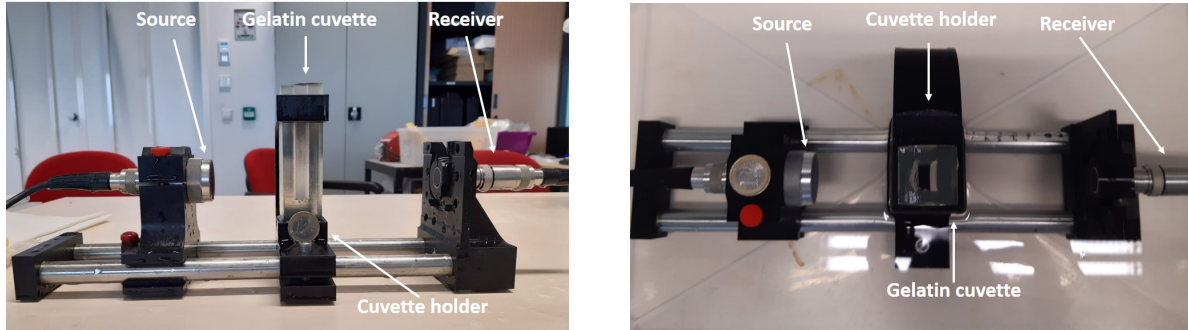 Source
Gelatin cuvette
Receiver
Cuvette holder
Source
Cuvette holder
Receiver
Gelatin cuvette